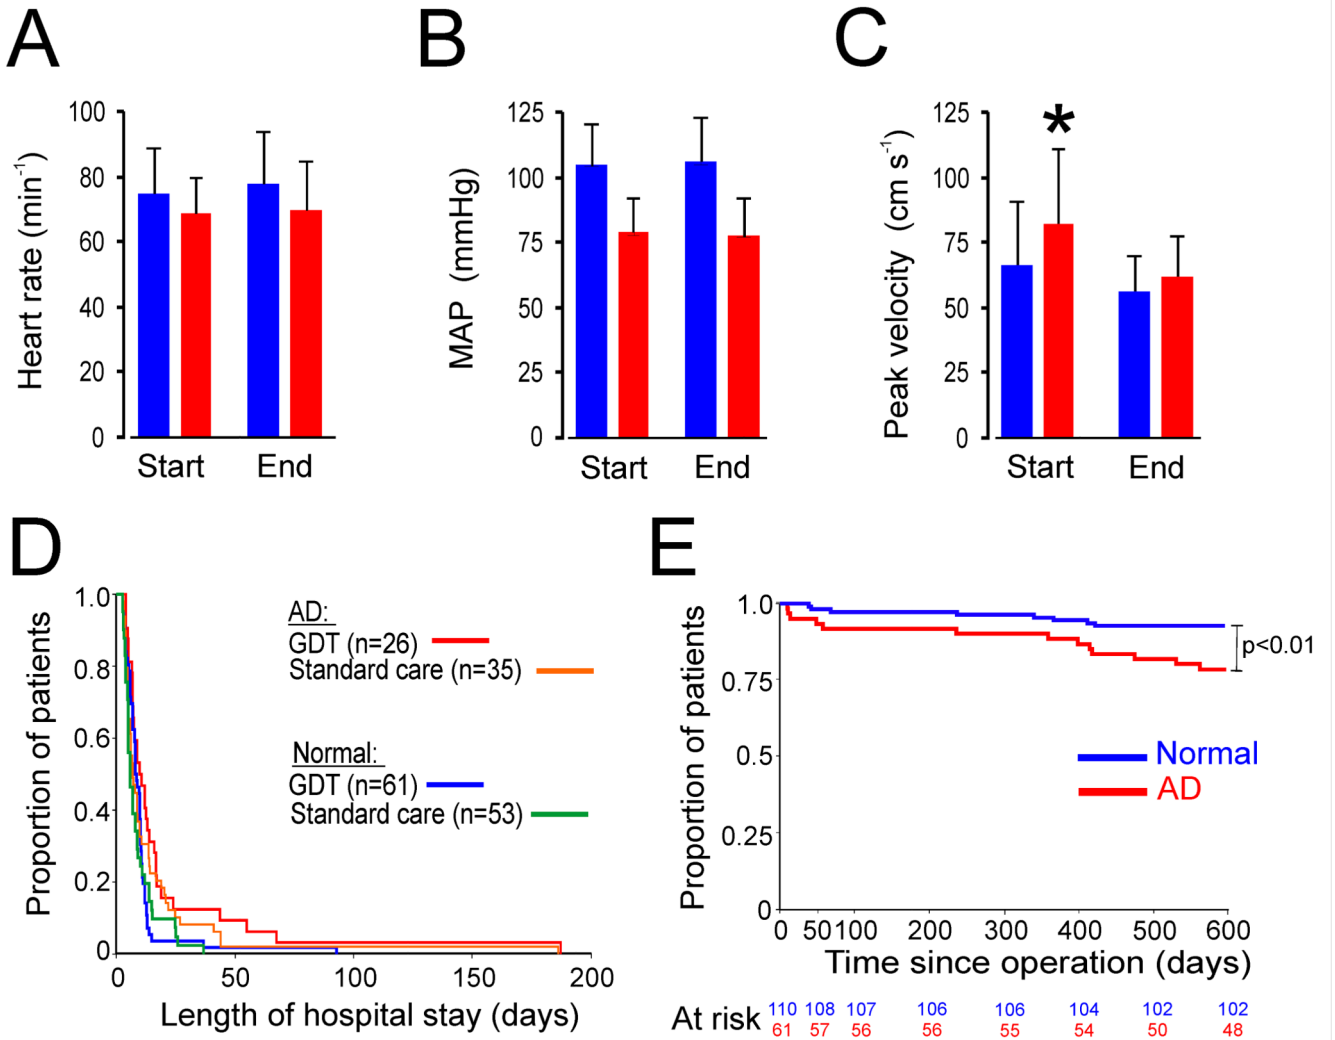 A
B
C
Heart rate (min⁻¹)
100
80
60
40
20
0
Start
End
MAP (mmHg)
125
100
75
50
25
0
Start
End
Peak velocity (cm s⁻¹)
125
100
75
50
25
0
*
Start
End
D
E
Proportion of patients
1.0
0.8
0.6
0.4
0.2
0
AD:
GDT (n=26)
Standard care (n=35)
Normal:
GDT (n=61)
Standard care (n=53)
0
50
100
150
200
Length of hospital stay (days)
Proportion of patients
1.0
0.75
0.5
0.25
0
p<0.01
Normal
AD
0 50 100 200 300 400 500 600
Time since operation (days)
At risk
110 108 107 106 106 104 102 102
61 57 56 56 55 54 50 48